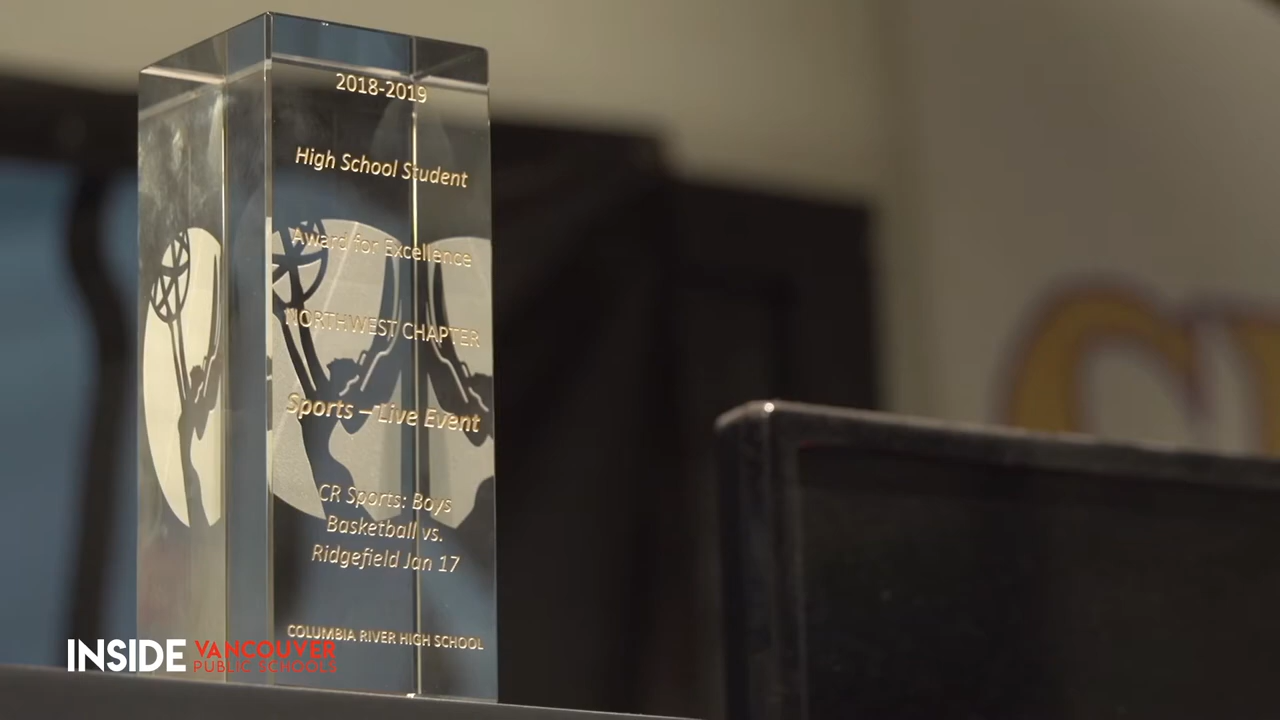 2018-2019
High School Student
Award for Excellence
NORTHWEST CHAPTER
Sports – Live Event
CR Sports: Boys
Basketball vs.
Ridgefield Jan 17
COLUMBIA RIVER HIGH SCHOOL
INSIDE VANCOUVER
PUBLIC SCHOOLS